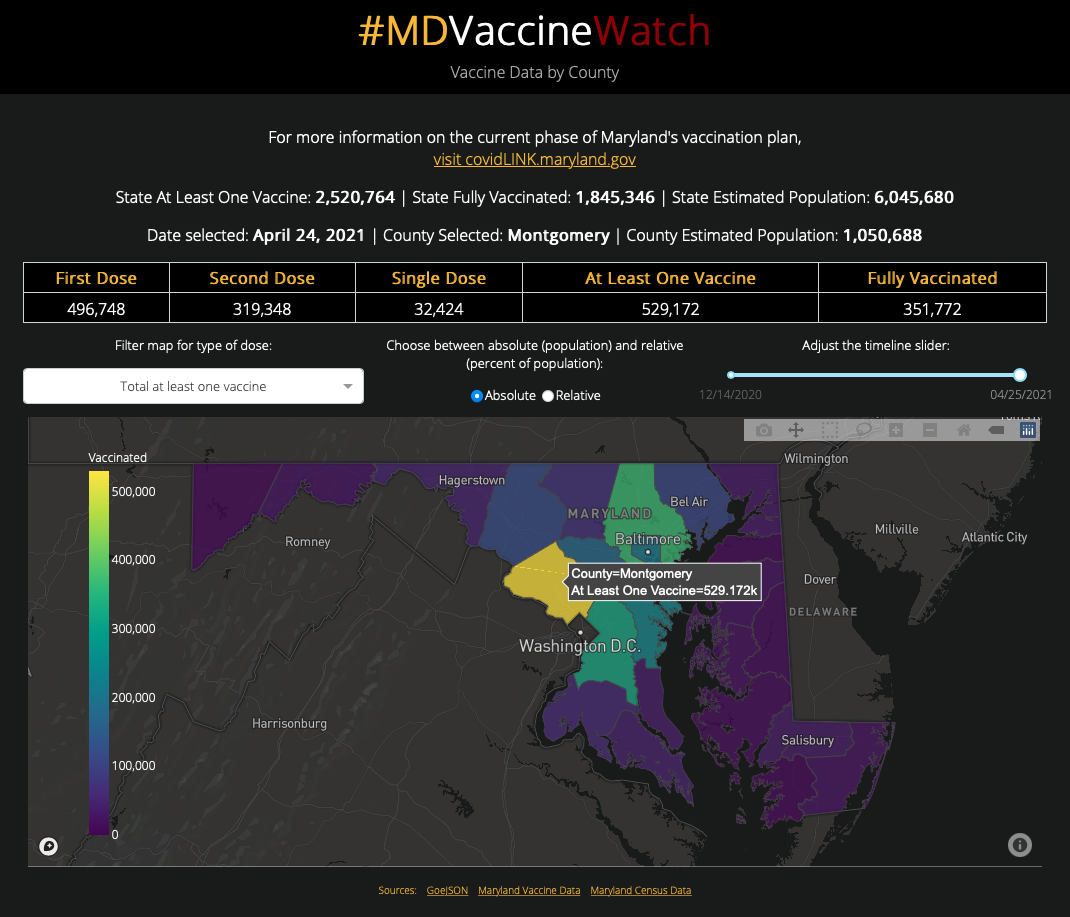 #MDVaccineWatch
Vaccine Data by County
For more information on the current phase of Maryland's vaccination plan,
visit covidLINK.maryland.gov
State At Least One Vaccine: 2,520,764 | State Fully Vaccinated: 1,845,346 | State Estimated Population: 6,045,680
Date selected: April 24, 2021 | County Selected: Montgomery | County Estimated Population: 1,050,688
First Dose Second Dose Single Dose At Least One Vaccine Fully Vaccinated
496,748 319,348 32,424 529,172 351,772
Filter map for type of dose:
Total at least one vaccine
Choose between absolute (population) and relative
(percent of population):
Absolute Relative
Adjust the timeline slider:
12/14/2020 04/25/2021
Vaccinated
500,000
400,000
300,000
200,000
100,000
0
Wilmington
Hagerstown
Bel Air
MARYLAND
Millville
Baltimore
Atlantic City
Romney
County=Montgomery
At Least One Vaccine=529.172k
Dover
DELAWARE
Washington D.C.
Harrisonburg
Salisbury
Sources: GoeJSON Maryland Vaccine Data Maryland Census Data